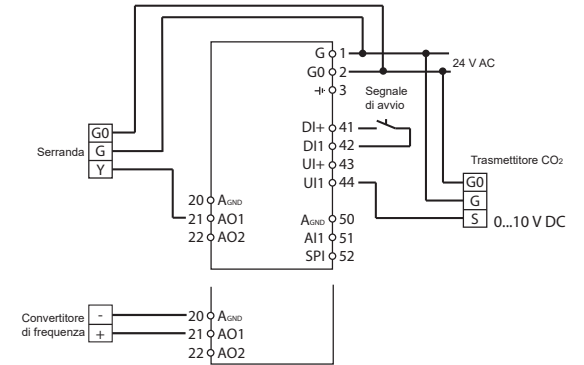 G 1
G0 2
24 V AC
3
Segnale
di avvio
DI+ 41
DI1 42
UI+ 43
UI1 44
Serranda
G0
G
Y
Trasmettitore CO2
G0
G
S
0...10 V DC
20 AGND
21 AO1
22 AO2
AGND 50
AI1 51
SPI 52
Convertitore
di frequenza
-
+
20 AGND
21 AO1
22 AO2